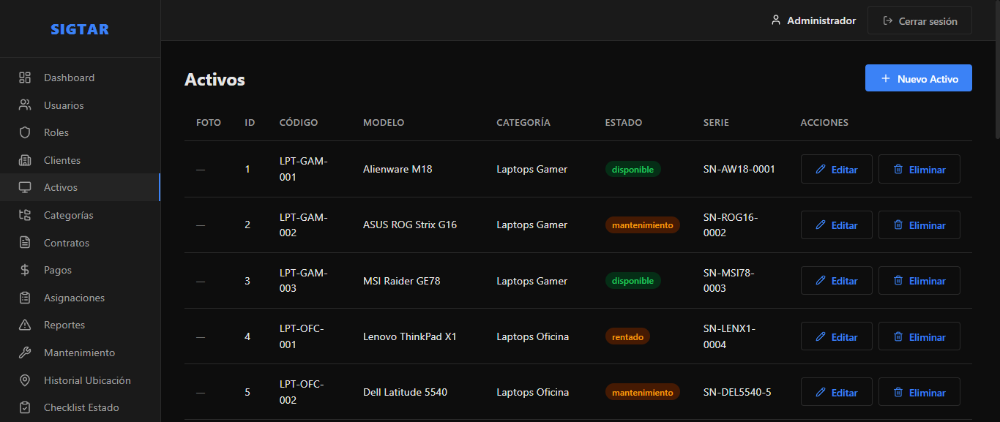 SIGTAR
Administrador
Cerrar sesión
Dashboard
Usuarios
Roles
Clientes
Activos
Categorías
Contratos
Pagos
Asignaciones
Reportes
Mantenimiento
Historial Ubicación
Checklist Estado
Activos
+ Nuevo Activo
FOTO ID CÓDIGO MODELO CATEGORÍA ESTADO SERIE ACCIONES
— 1 LPT-GAM-
001 Alienware M18 Laptops Gamer disponible SN-AW18-0001 Editar Eliminar
— 2 LPT-GAM-
002 ASUS ROG Strix G16 Laptops Gamer mantenimiento SN-ROG16-
0002 Editar Eliminar
— 3 LPT-GAM-
003 MSI Raider GE78 Laptops Gamer disponible SN-MSI78-
0003 Editar Eliminar
— 4 LPT-OFC-
001 Lenovo ThinkPad X1 Laptops Oficina rentado SN-LENX1-
0004 Editar Eliminar
— 5 LPT-OFC-
002 Dell Latitude 5540 Laptops Oficina mantenimiento SN-DEL5540-5 Editar Eliminar